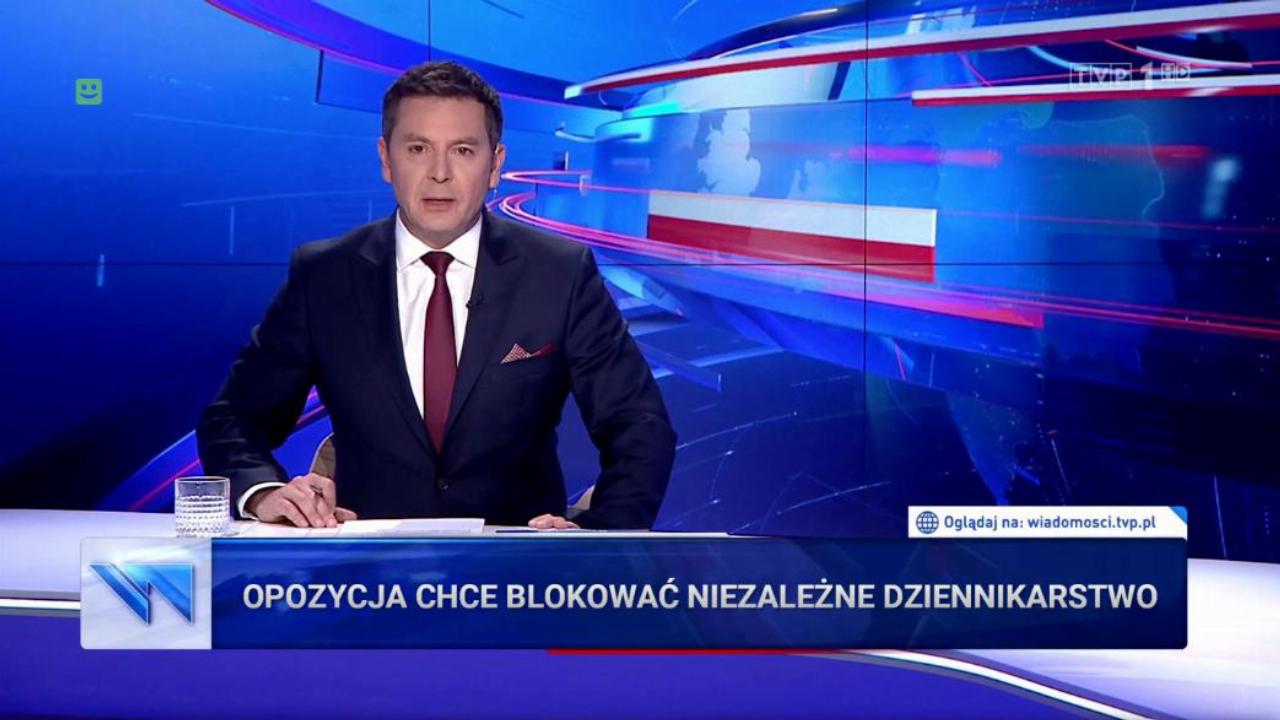 TVP 1 HD
Oglądaj na: wiadomosci.tvp.pl
OPOZYCJA CHCE BLOKOWAĆ NIEZALEŻNE DZIENNIKARSTWO